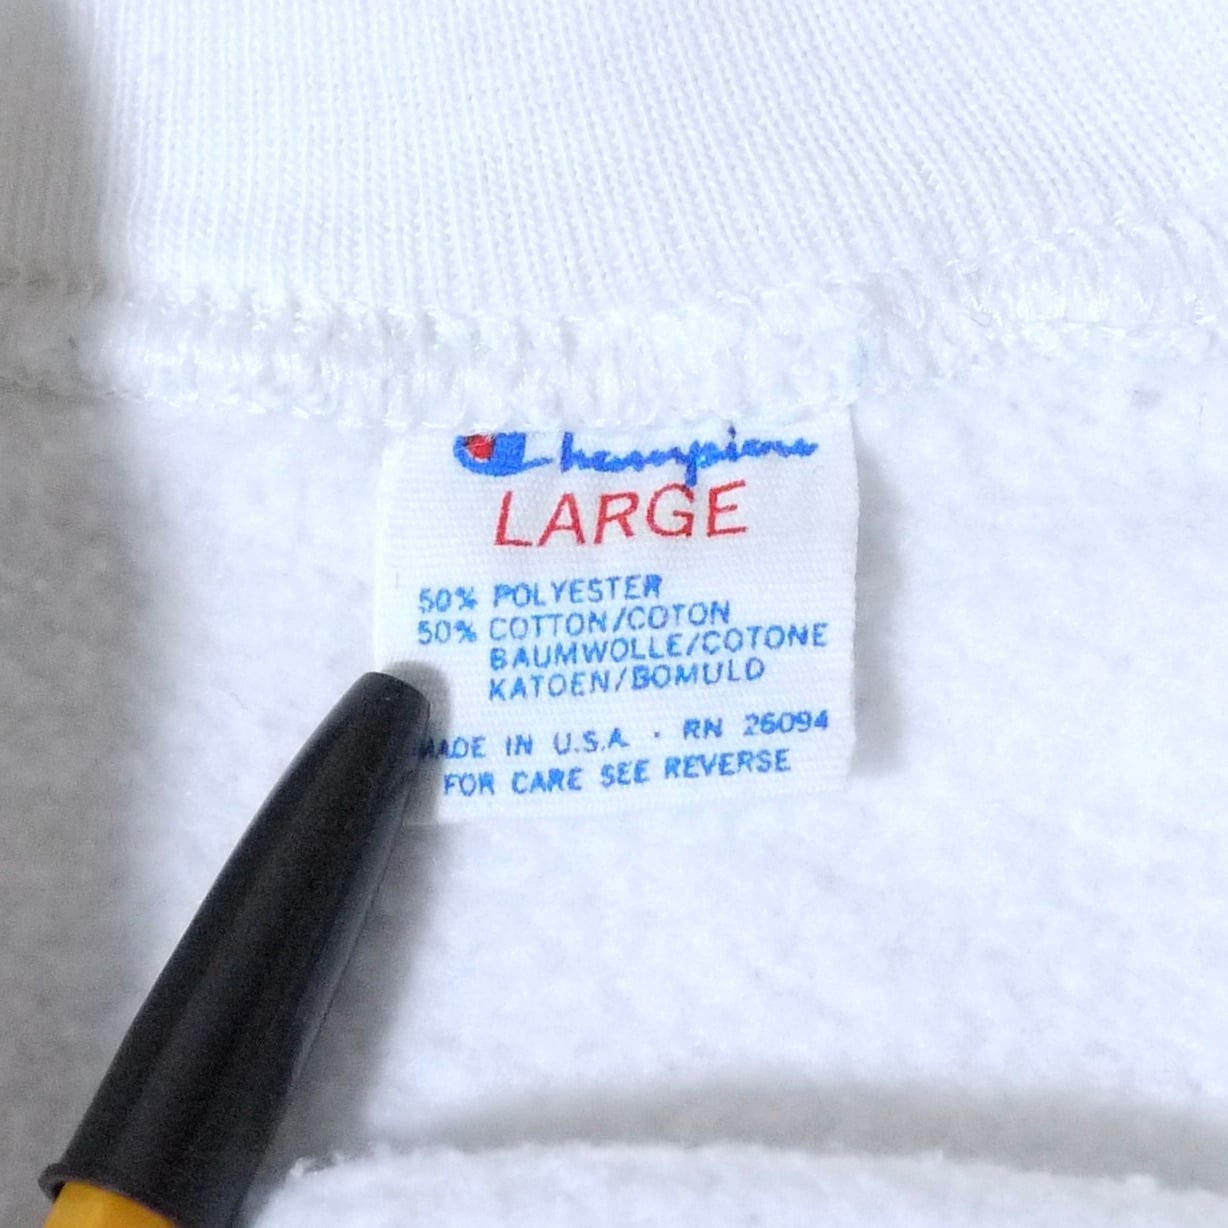 Champion
LARGE
50% POLYESTER
50% COTTON/COTON
BAUMWOLLE/COTONE
KATOEN/BOMULD
MADE IN U.S.A. · RN 26094
FOR CARE SEE REVERSE